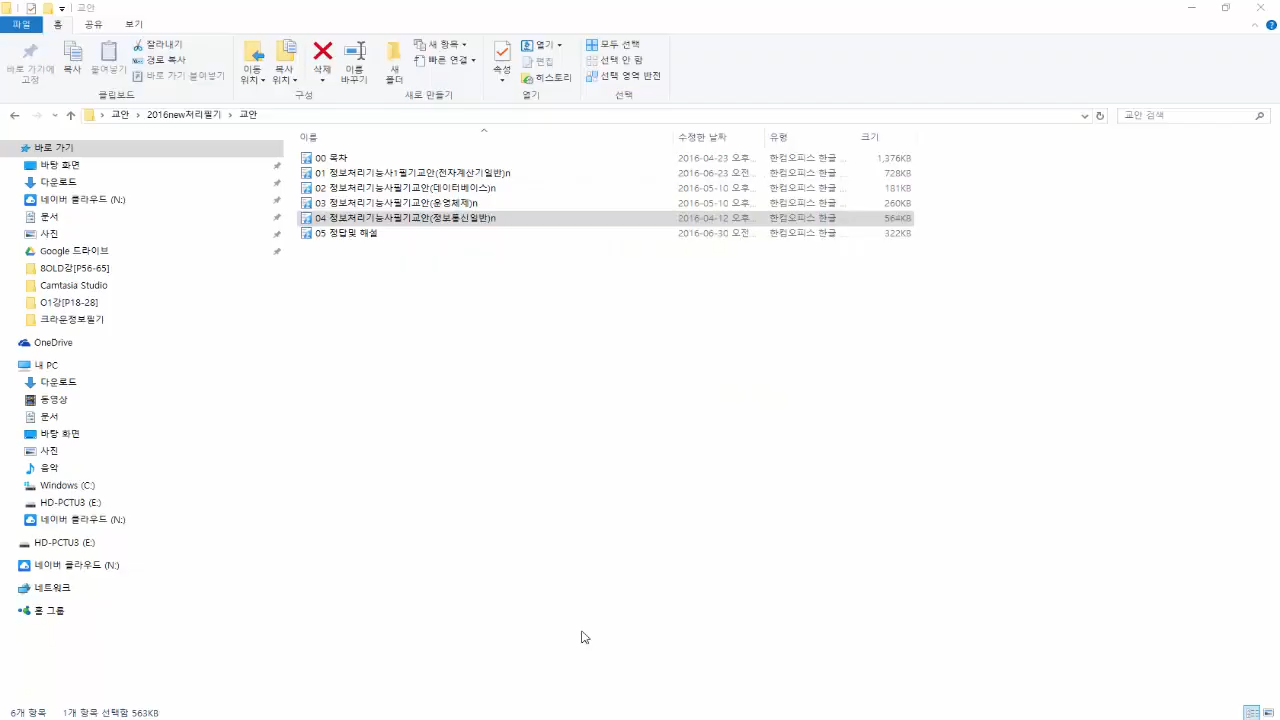 교안
파일 홈 공유 보기
바로 가기에 고정
복사
붙여넣기
잘라내기
경로 복사
바로 가기 붙여넣기
클립보드
이동 위치
복사 위치
삭제
이름 바꾸기
구성
새 폴더
새 항목
빠른 연결
새로 만들기
속성
열기
편집
히스토리
열기
모두 선택
선택 안 함
선택 영역 반전
선택
교안 › 2016new처리필기 › 교안
교안 검색
이름 수정한 날짜 유형 크기
00 목차 2016-04-23 오후... 한컴오피스 한글 ... 1,376KB
01 정보처리기능사1필기교안(전자계산기일반)n 2016-06-23 오전... 한컴오피스 한글 ... 728KB
02 정보처리기능사필기교안(데이터베이스)n 2016-05-10 오후... 한컴오피스 한글 ... 181KB
03 정보처리기능사필기교안(운영체제)n 2016-05-10 오후... 한컴오피스 한글 ... 260KB
04 정보처리기능사필기교안(정보통신일반)n 2016-04-12 오후... 한컴오피스 한글 ... 564KB
05 정답및 해설 2016-06-30 오전... 한컴오피스 한글 ... 322KB
바로 가기
바탕 화면
다운로드
네이버 클라우드 (N:)
문서
사진
Google 드라이브
8OLD강[P56-65]
Camtasia Studio
O1강[P18-28]
크라운정보필기
OneDrive
내 PC
다운로드
동영상
문서
바탕 화면
사진
음악
Windows (C:)
HD-PCTU3 (E:)
네이버 클라우드 (N:)
HD-PCTU3 (E:)
네이버 클라우드 (N:)
네트워크
홈 그룹
6개 항목 1개 항목 선택함 563KB